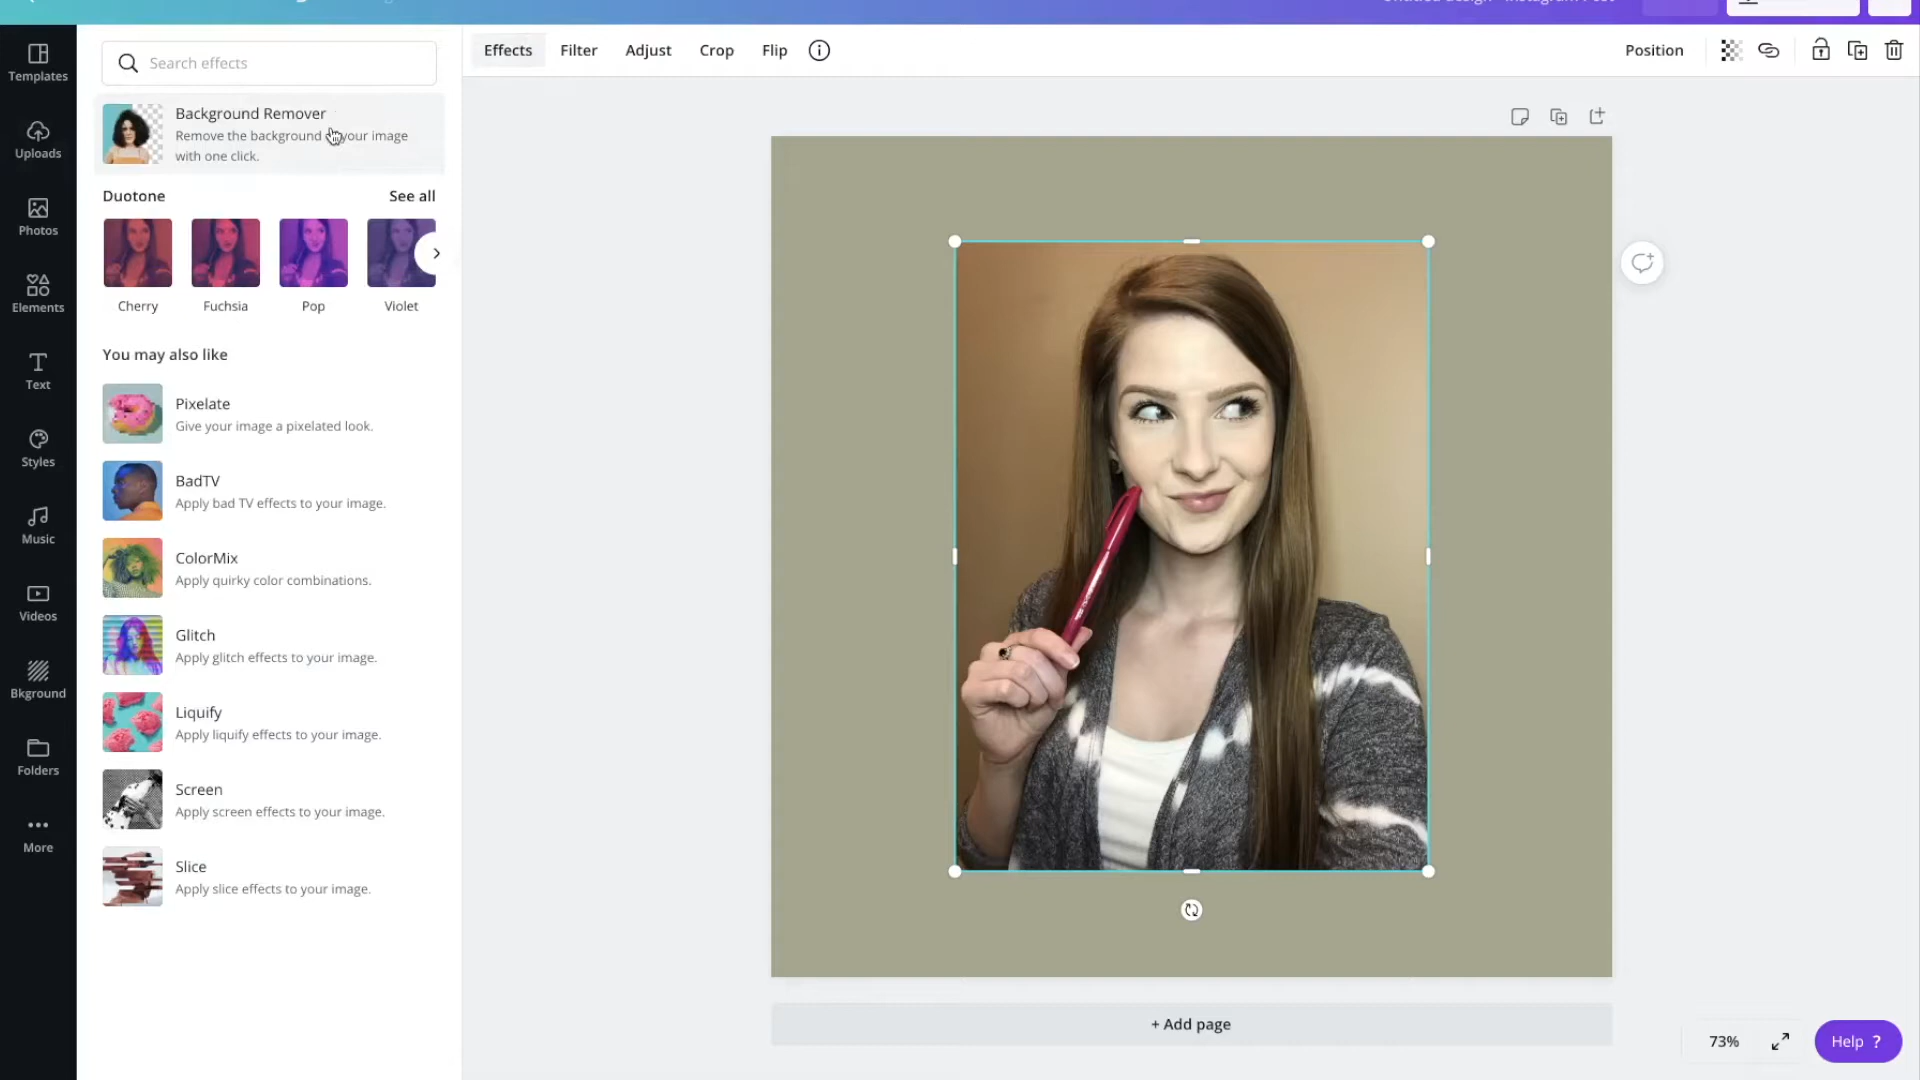 Untitled design - Instagram Post
Templates
Uploads
Photos
Elements
Text
Styles
Music
Videos
Bkground
Folders
More
Search effects
Background Remover
Remove the background your image
with one click.
Duotone
See all
Cherry
Fuchsia
Pop
Violet
You may also like
Pixelate
Give your image a pixelated look.
BadTV
Apply bad TV effects to your image.
ColorMix
Apply quirky color combinations.
Glitch
Apply glitch effects to your image.
Liquify
Apply liquify effects to your image.
Screen
Apply screen effects to your image.
Slice
Apply slice effects to your image.
Effects
Filter
Adjust
Crop
Flip
Position
+ Add page
73%
Help ?